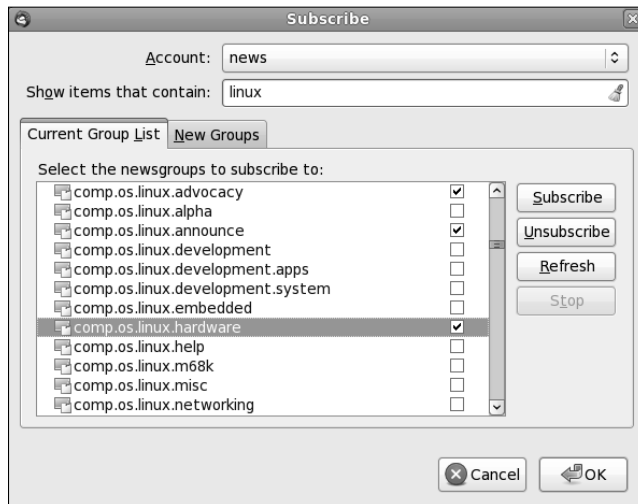 Subscribe
Account: news
Show items that contain: linux
Current Group List New Groups
Select the newsgroups to subscribe to:
comp.os.linux.advocacy
comp.os.linux.alpha
comp.os.linux.announce
comp.os.linux.development
comp.os.linux.development.apps
comp.os.linux.development.system
comp.os.linux.embedded
comp.os.linux.hardware
comp.os.linux.help
comp.os.linux.m68k
comp.os.linux.misc
comp.os.linux.networking
Subscribe
Unsubscribe
Refresh
Stop
Cancel OK